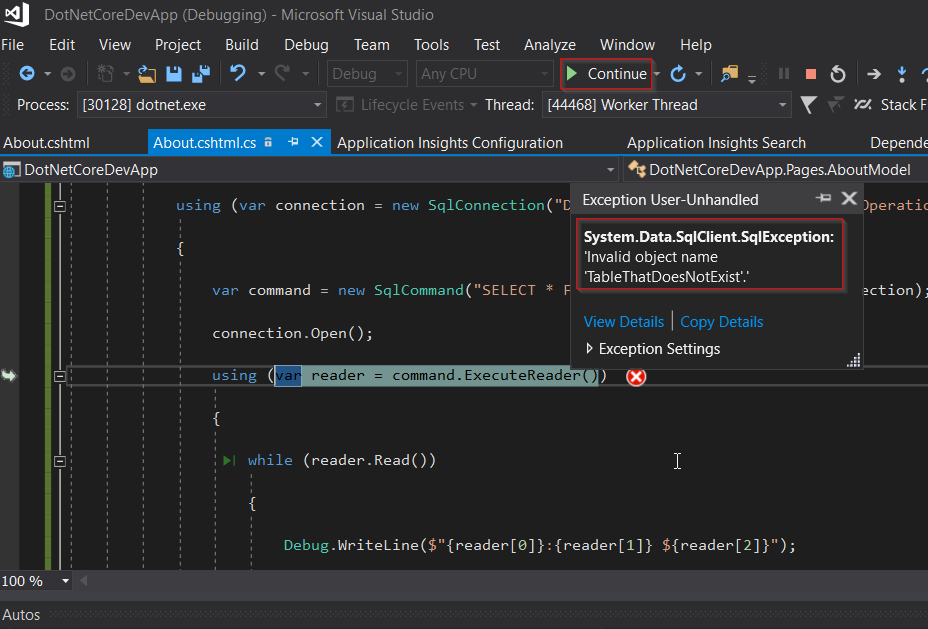 DotNetCoreDevApp (Debugging) - Microsoft Visual Studio
File Edit View Project Build Debug Team Tools Test Analyze Window Help
Debug Any CPU Continue
Process: [30128] dotnet.exe Lifecycle Events Thread: [44468] Worker Thread Stack F
About.cshtml About.cshtml.cs Application Insights Configuration Application Insights Search Depende
DotNetCoreDevApp DotNetCoreDevApp.Pages.AboutModel
Exception User-Unhandled
using (var connection = new SqlConnection("D Operatio
System.Data.SqlClient.SqlException:
'Invalid object name
'TableThatDoesNotExist'.'
{
var command = new SqlCommand("SELECT * F ection);
View Details Copy Details
connection.Open();
Exception Settings
using (var reader = command.ExecuteReader())
{
while (reader.Read())
{
Debug.WriteLine($"{reader[0]}:{reader[1]} ${reader[2]}");
100 %
Autos